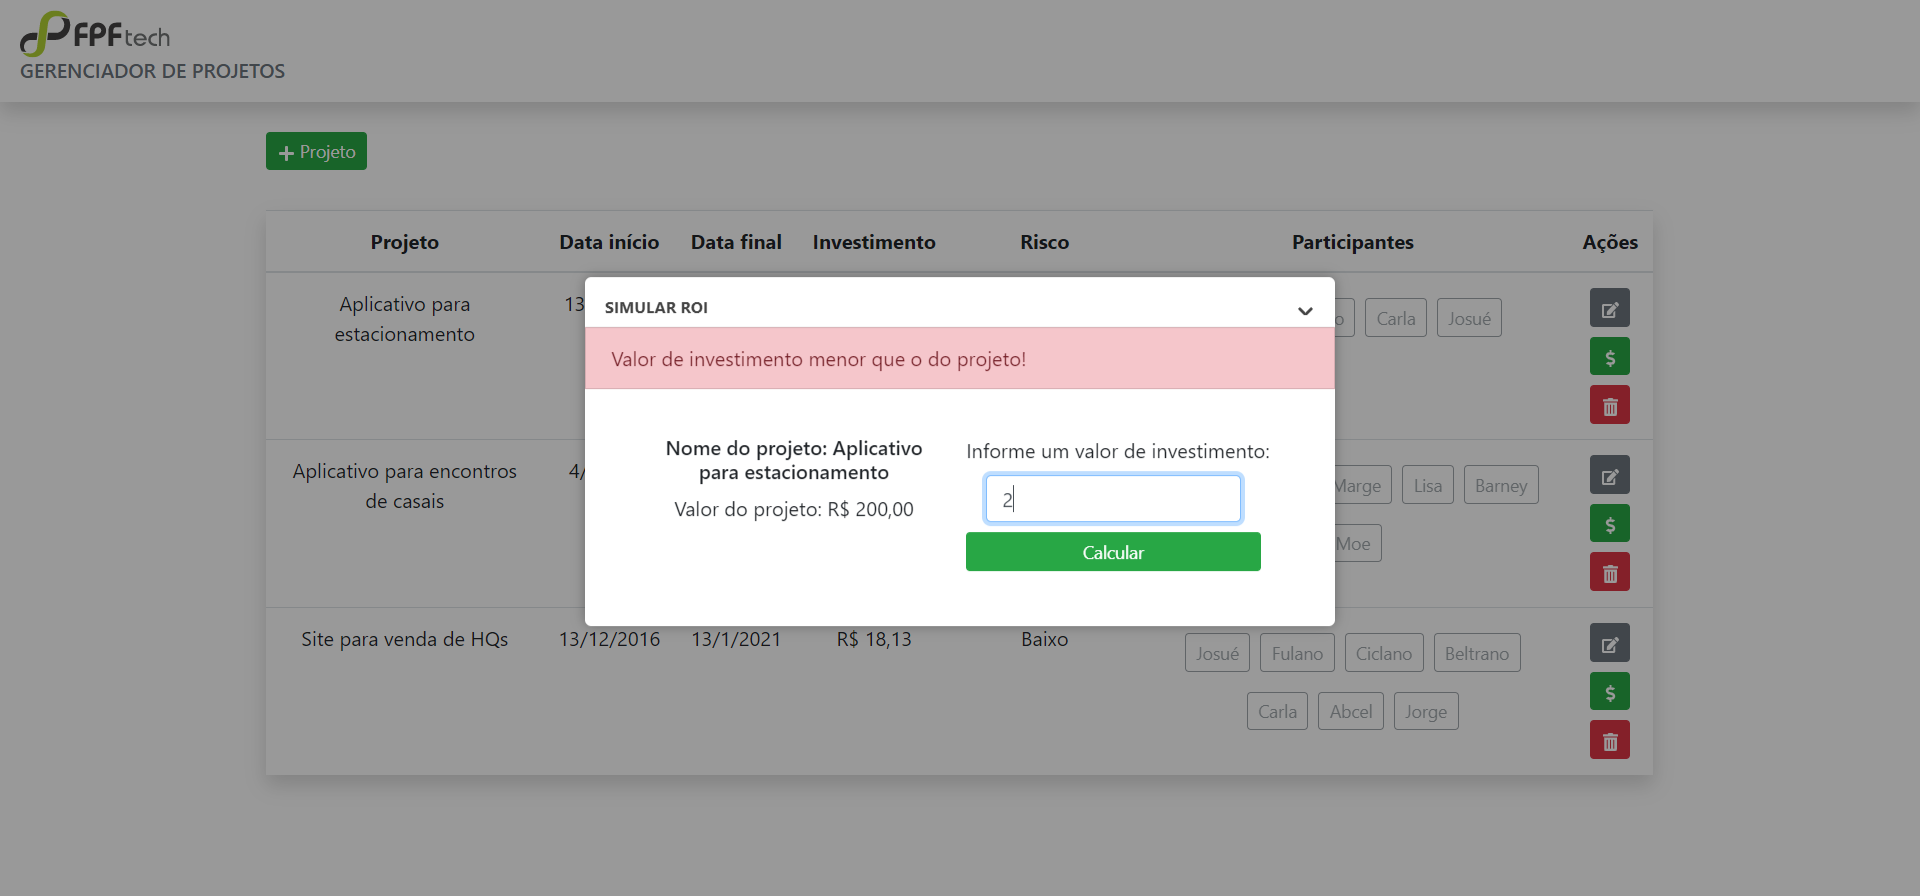 FPFtech
GERENCIADOR DE PROJETOS
Projeto
Projeto Data início Data final Investimento Risco Participantes Ações
Aplicativo para
estacionamento
13
o Carla Josué
SIMULAR ROI
Valor de investimento menor que o do projeto!
Nome do projeto: Aplicativo
para estacionamento
Valor do projeto: R$ 200,00
Informe um valor de investimento:
2
Calcular
Aplicativo para encontros
de casais
4/
Marge Lisa Barney
Moe
Site para venda de HQs 13/12/2016 13/1/2021 R$ 18,13 Baixo
Josué Fulano Ciclano Beltrano
Carla Abcel Jorge